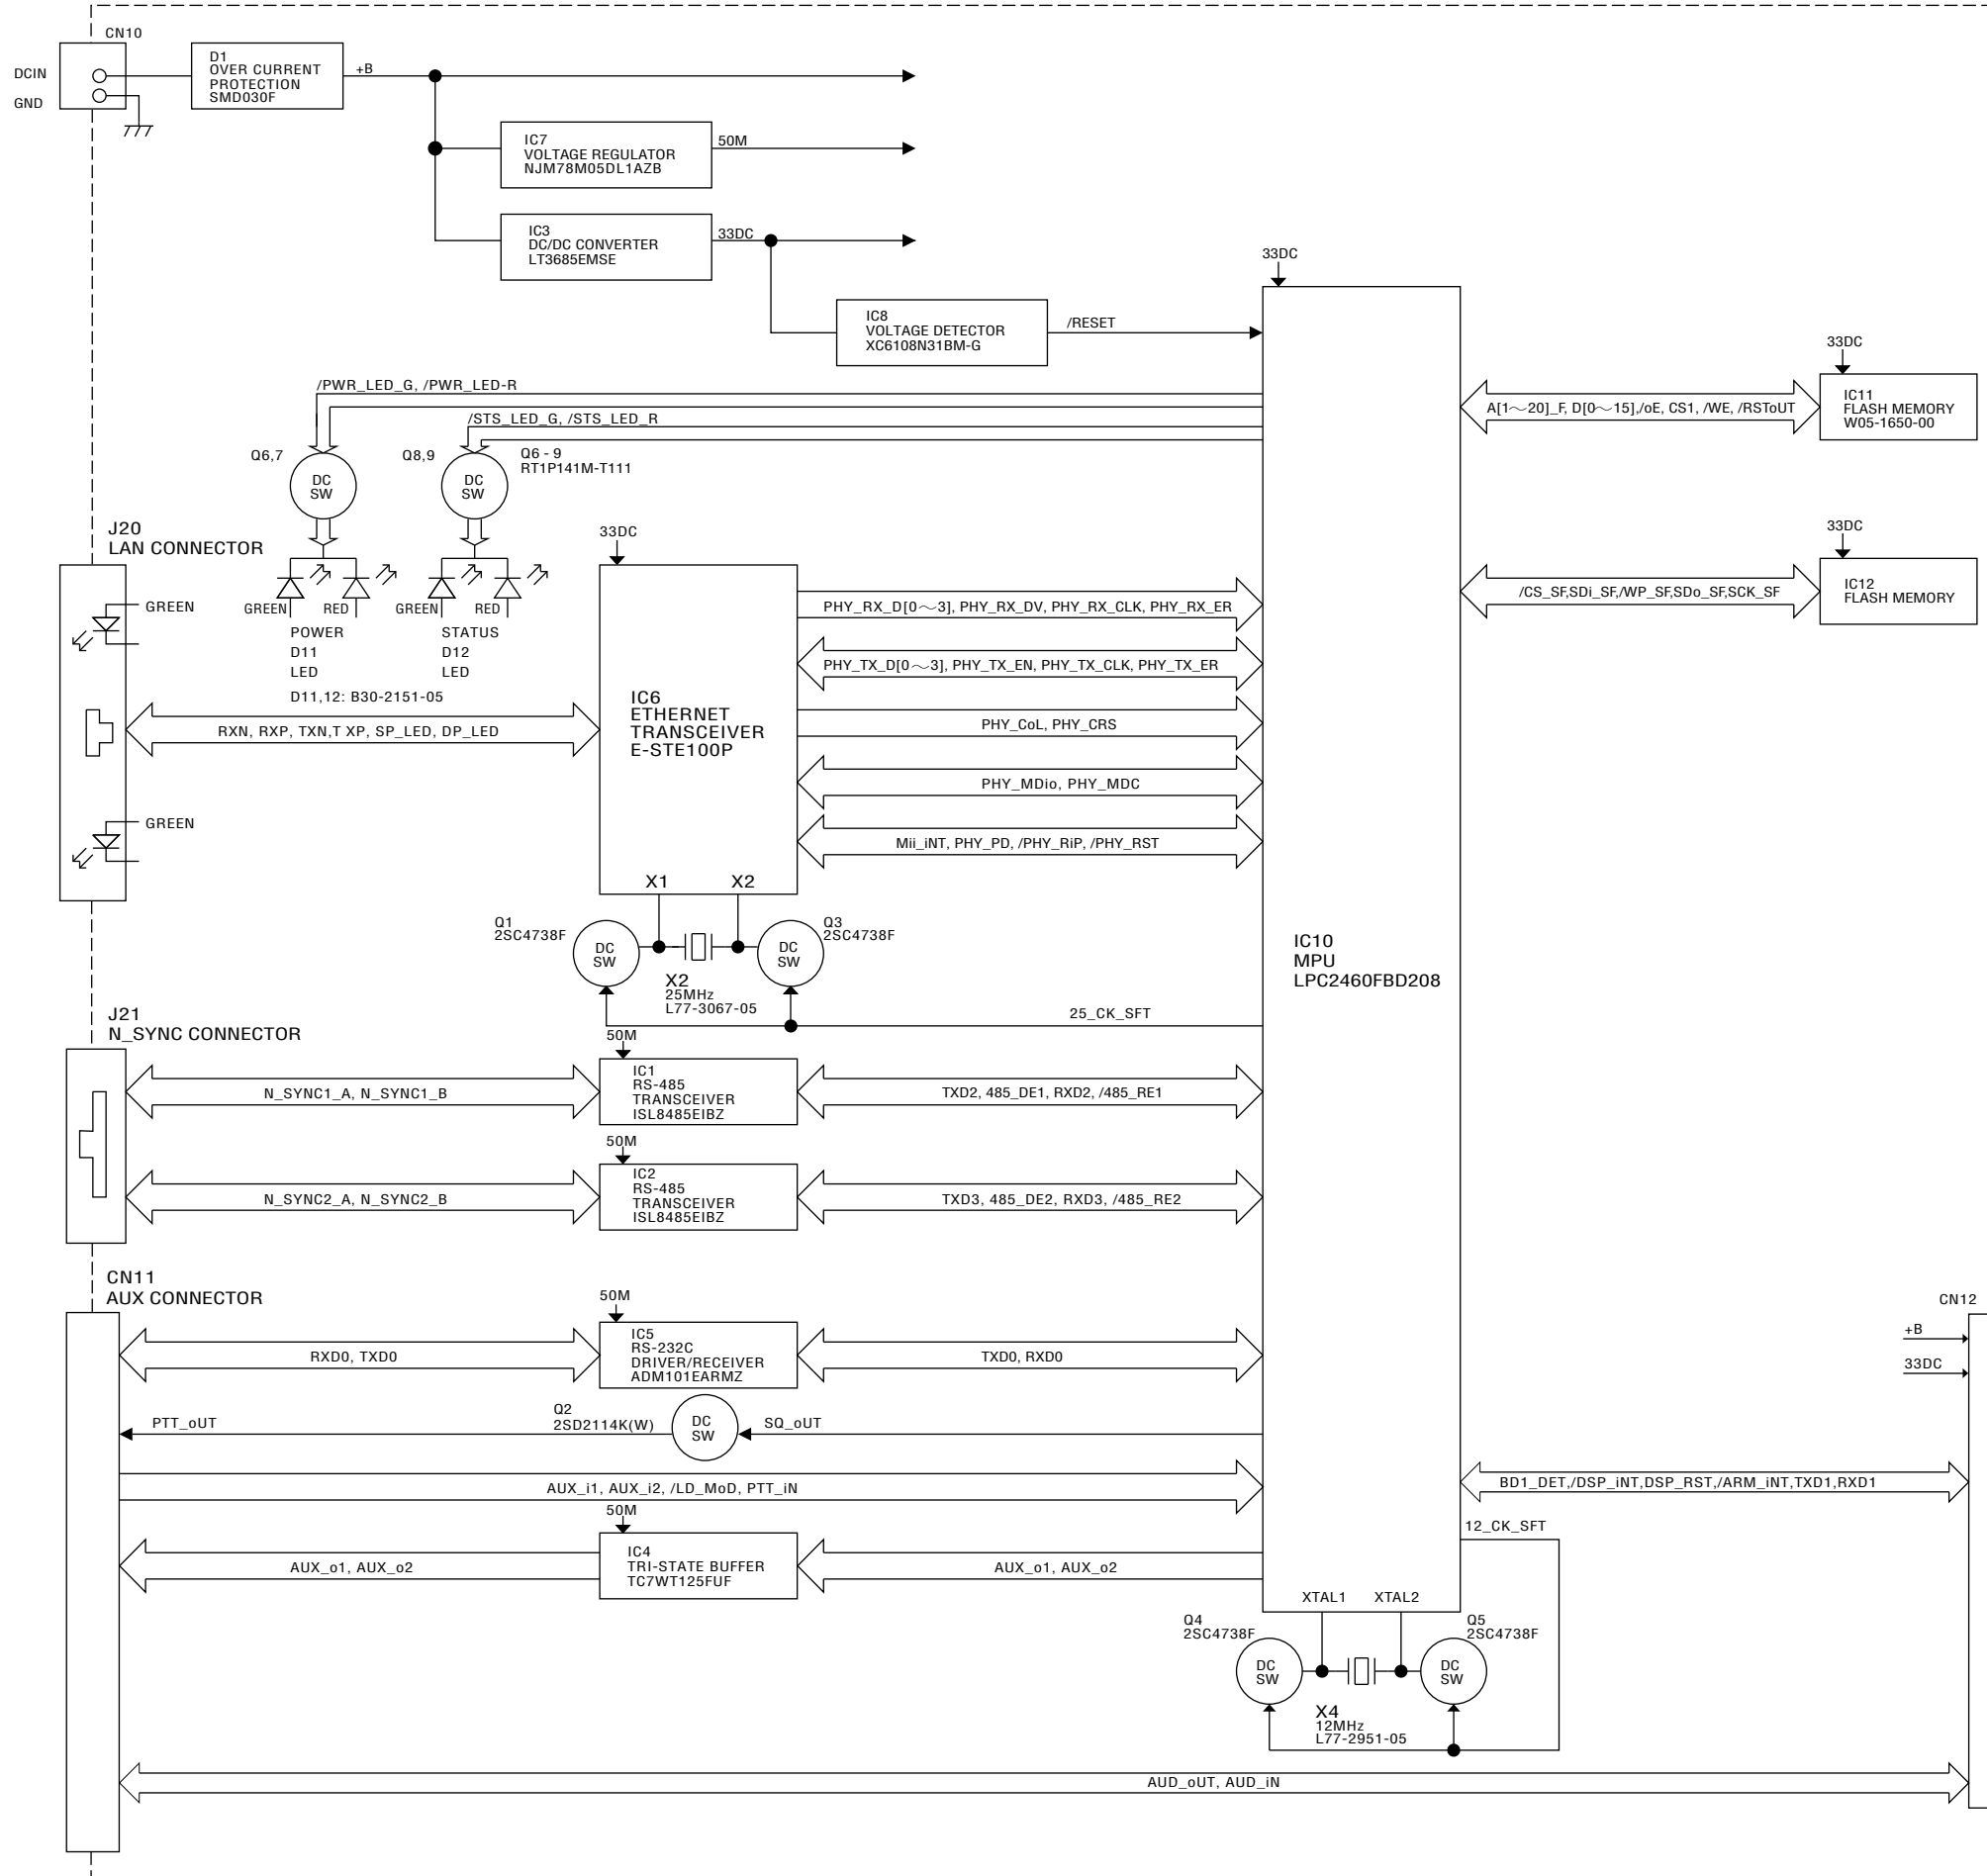 CN10
DCIN
GND
D1
OVER CURRENT
PROTECTION
SMD030F
+B
IC7
VOLTAGE REGULATOR
NJM78M05DL1AZB
50M
IC3
DC/DC CONVERTER
LT3685EMSE
33DC
IC8
VOLTAGE DETECTOR
XC6108N31BM-G
/RESET
33DC
/PWR_LED_G, /PWR_LED-R
/STS_LED_G, /STS_LED_R
Q6,7
DC
SW
Q8,9
DC
SW
Q6 - 9
RT1P141M-T111
33DC
A[1～20]_F, D[0～15],/oE, CS1, /WE, /RSToUT
IC11
FLASH MEMORY
W05-1650-00
33DC
/CS_SF,SDi_SF,/WP_SF,SDo_SF,SCK_SF
IC12
FLASH MEMORY
J20
LAN CONNECTOR
GREEN
GREEN
GREEN
RED
POWER
D11
LED
GREEN
RED
STATUS
D12
LED
D11,12: B30-2151-05
RXN, RXP, TXN,T XP, SP_LED, DP_LED
33DC
IC6
ETHERNET
TRANSCEIVER
E-STE100P
X1
X2
PHY_RX_D[0～3], PHY_RX_DV, PHY_RX_CLK, PHY_RX_ER
PHY_TX_D[0～3], PHY_TX_EN, PHY_TX_CLK, PHY_TX_ER
PHY_CoL, PHY_CRS
PHY_MDio, PHY_MDC
Mii_iNT, PHY_PD, /PHY_RiP, /PHY_RST
Q1
2SC4738F
DC
SW
Q3
2SC4738F
DC
SW
X2
25MHz
L77-3067-05
25_CK_SFT
IC10
MPU
LPC2460FBD208
J21
N_SYNC CONNECTOR
N_SYNC1_A, N_SYNC1_B
50M
IC1
RS-485
TRANSCEIVER
ISL8485EIBZ
TXD2, 485_DE1, RXD2, /485_RE1
N_SYNC2_A, N_SYNC2_B
50M
IC2
RS-485
TRANSCEIVER
ISL8485EIBZ
TXD3, 485_DE2, RXD3, /485_RE2
CN11
AUX CONNECTOR
RXD0, TXD0
50M
IC5
RS-232C
DRIVER/RECEIVER
ADM101EARMZ
TXD0, RXD0
CN12
+B
33DC
PTT_oUT
Q2
2SD2114K(W)
DC
SW
SQ_oUT
AUX_i1, AUX_i2, /LD_MoD, PTT_iN
BD1_DET,/DSP_iNT,DSP_RST,/ARM_iNT,TXD1,RXD1
AUX_o1, AUX_o2
50M
IC4
TRI-STATE BUFFER
TC7WT125FUF
AUX_o1, AUX_o2
12_CK_SFT
XTAL1
XTAL2
Q4
2SC4738F
DC
SW
Q5
2SC4738F
DC
SW
X4
12MHz
L77-2951-05
AUD_oUT, AUD_iN